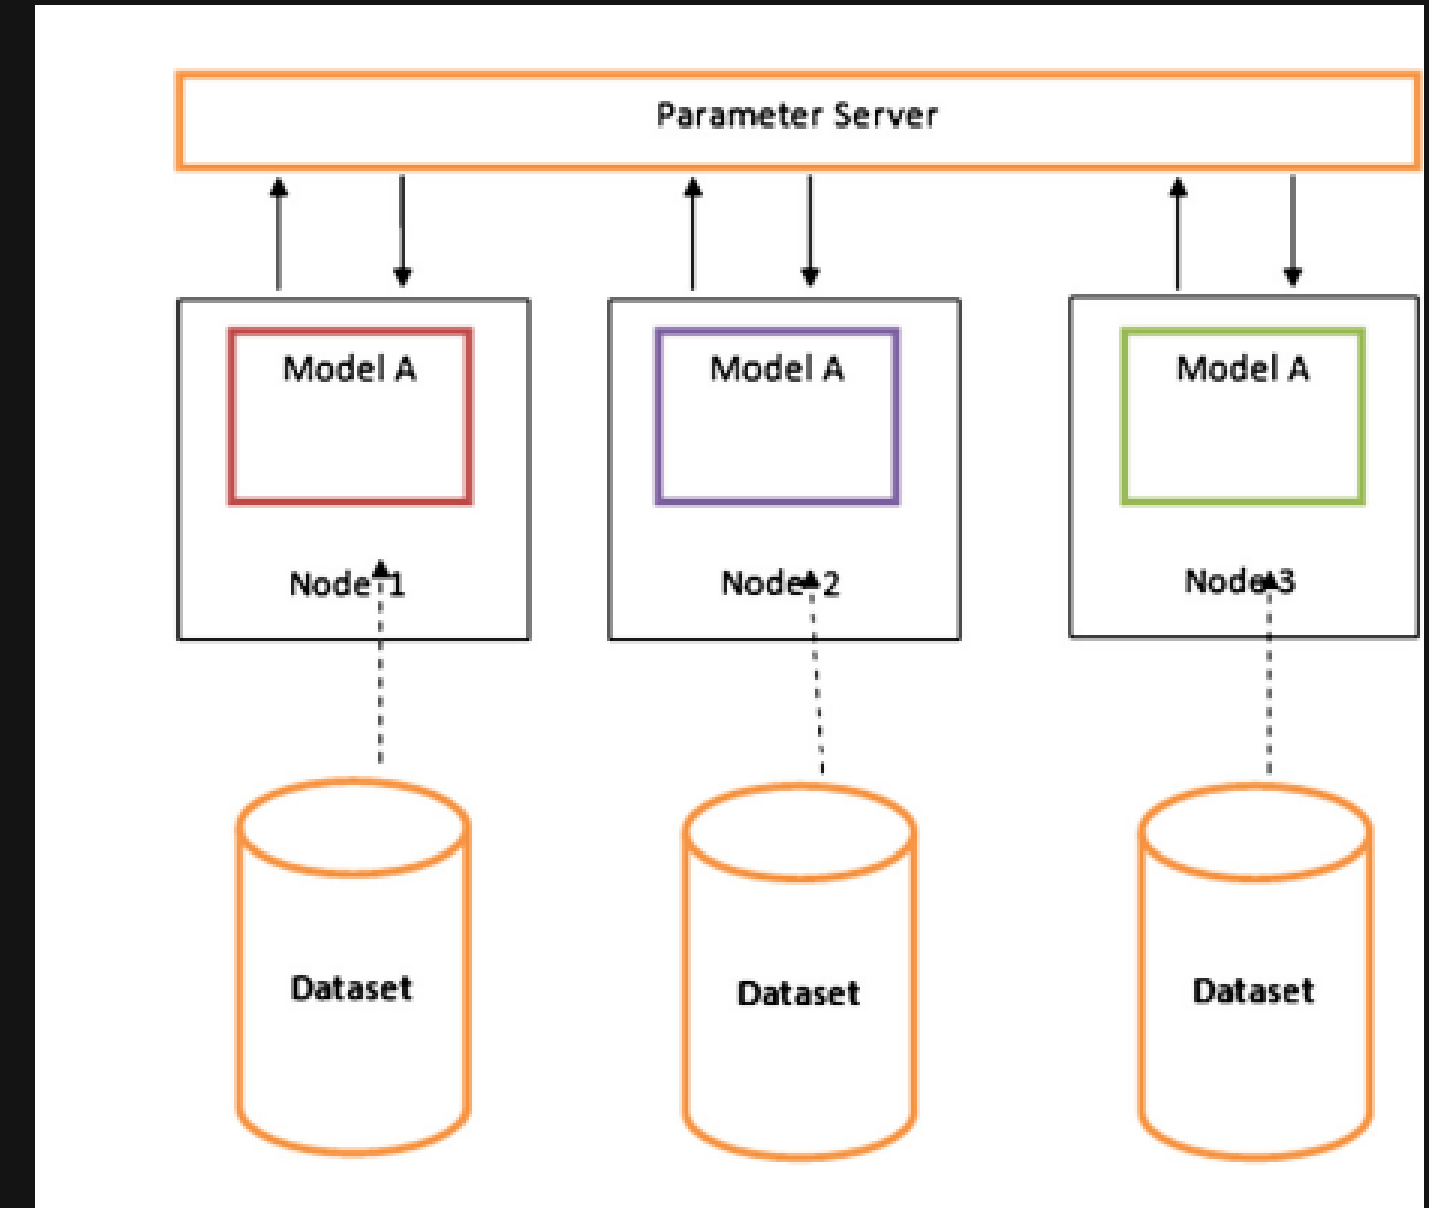 Parameter Server
Model A
Model A
Model A
Node 1
Node 2
Node 3
Dataset
Dataset
Dataset